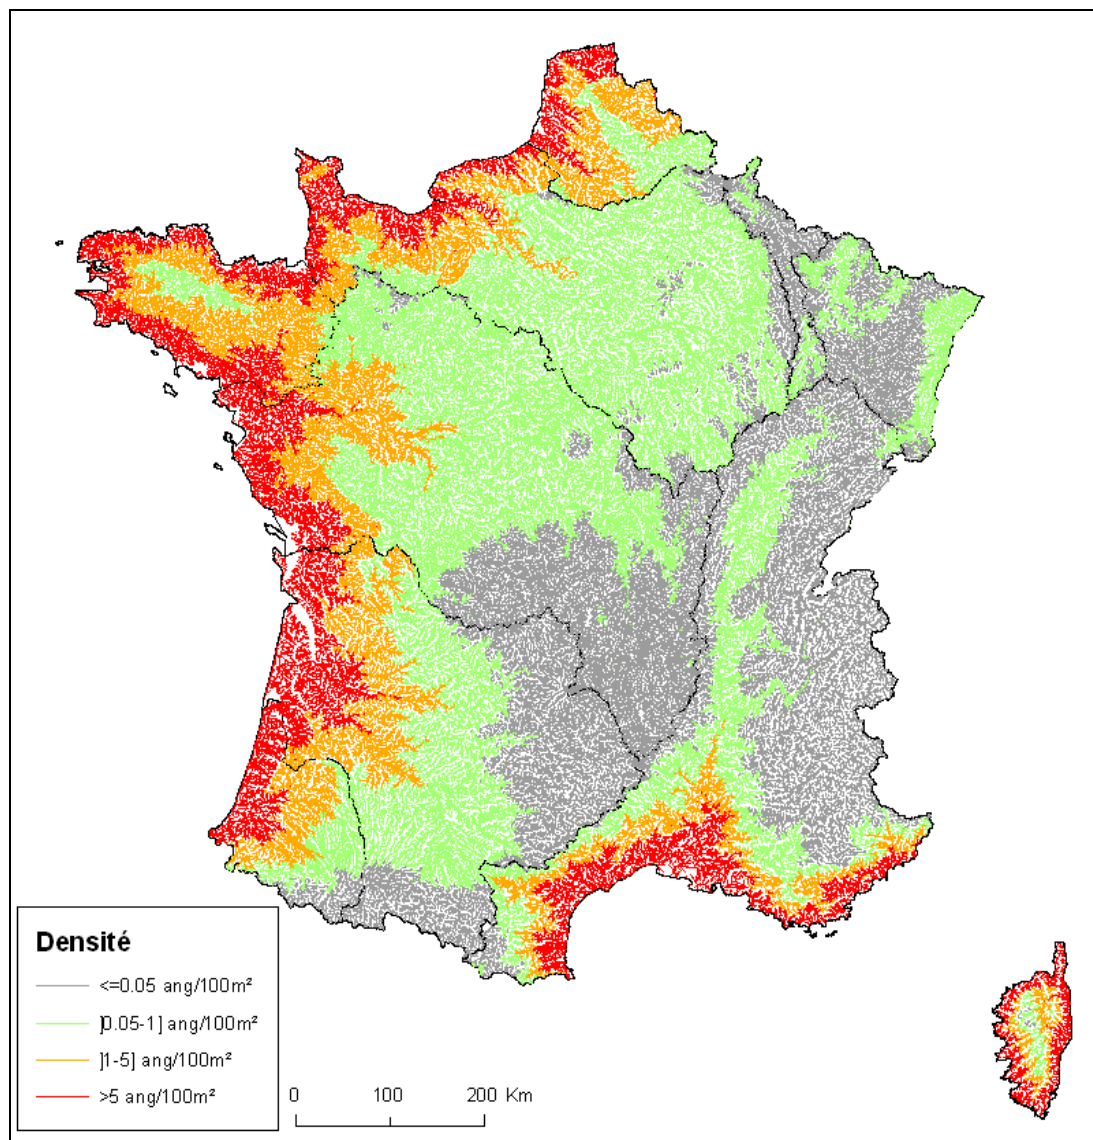 Densité
<=0.05 ang/100m²
]0.05-1] ang/100m²
]1-5] ang/100m²
>5 ang/100m²
0 100 200 Km